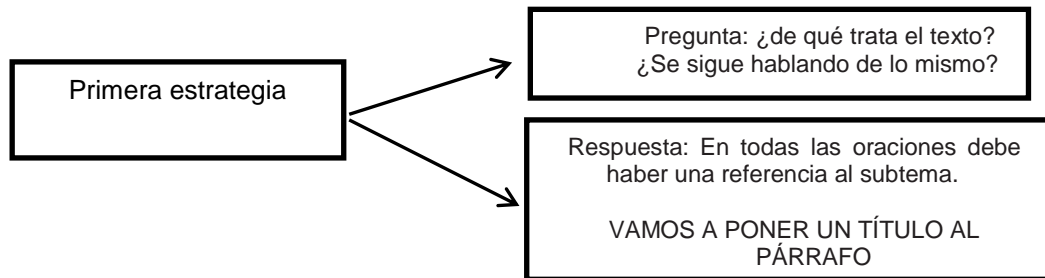 Primera estrategia
Pregunta: ¿de qué trata el texto?
¿Se sigue hablando de lo mismo?
Respuesta: En todas las oraciones debe
haber una referencia al subtema.
VAMOS A PONER UN TÍTULO AL
PÁRRAFO